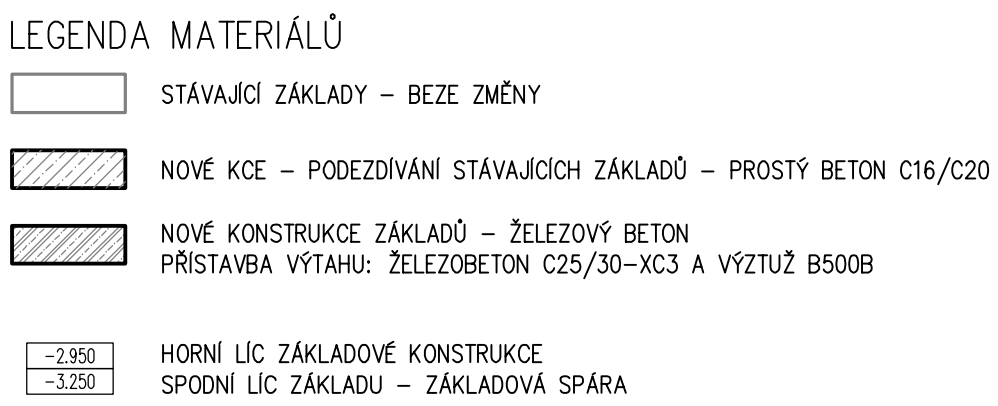 LEGENDA MATERIÁLŮ
STÁVAJÍCÍ ZÁKLADY – BEZE ZMĚNY
NOVÉ KCE – PODEZDÍVÁNÍ STÁVAJÍCÍCH ZÁKLADŮ – PROSTÝ BETON C16/C20
NOVÉ KONSTRUKCE ZÁKLADŮ – ŽELEZOVÝ BETON
PŘÍSTAVBA VÝTAHU: ŽELEZOBETON C25/30-XC3 A VÝZTUŽ B500B
-2.950 HORNÍ LÍC ZÁKLADOVÉ KONSTRUKCE
-3.250 SPODNÍ LÍC ZÁKLADU – ZÁKLADOVÁ SPÁRA